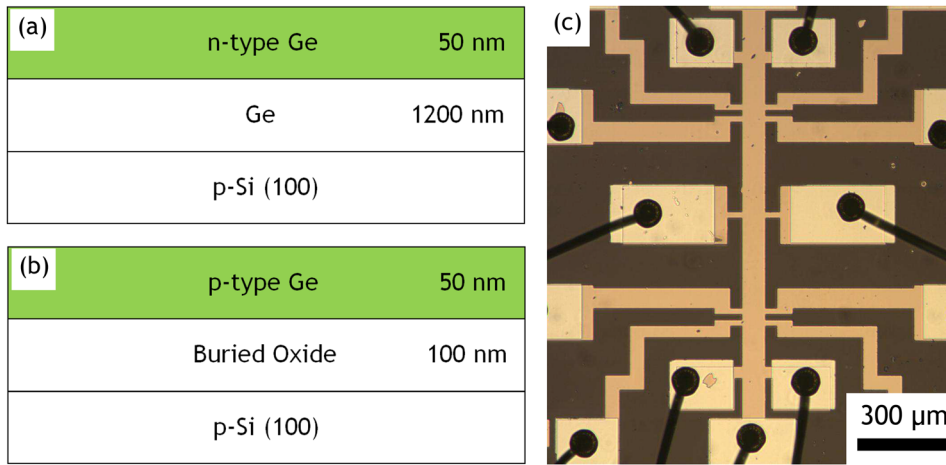 (a)
n-type Ge 50 nm
Ge 1200 nm
p-Si (100)
(b)
p-type Ge 50 nm
Buried Oxide 100 nm
p-Si (100)
(c)
300 µm